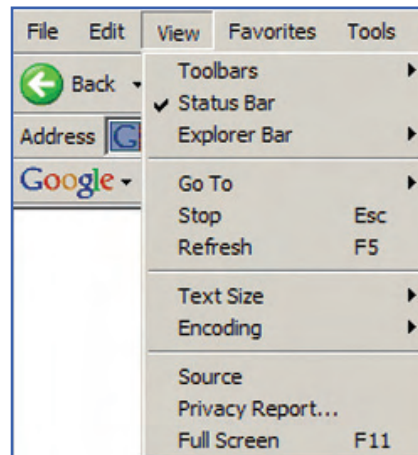 File Edit View Favorites Tools
Back
Address G
Google
Toolbars
Status Bar
Explorer Bar
Go To
Stop Esc
Refresh F5
Text Size
Encoding
Source
Privacy Report...
Full Screen F11